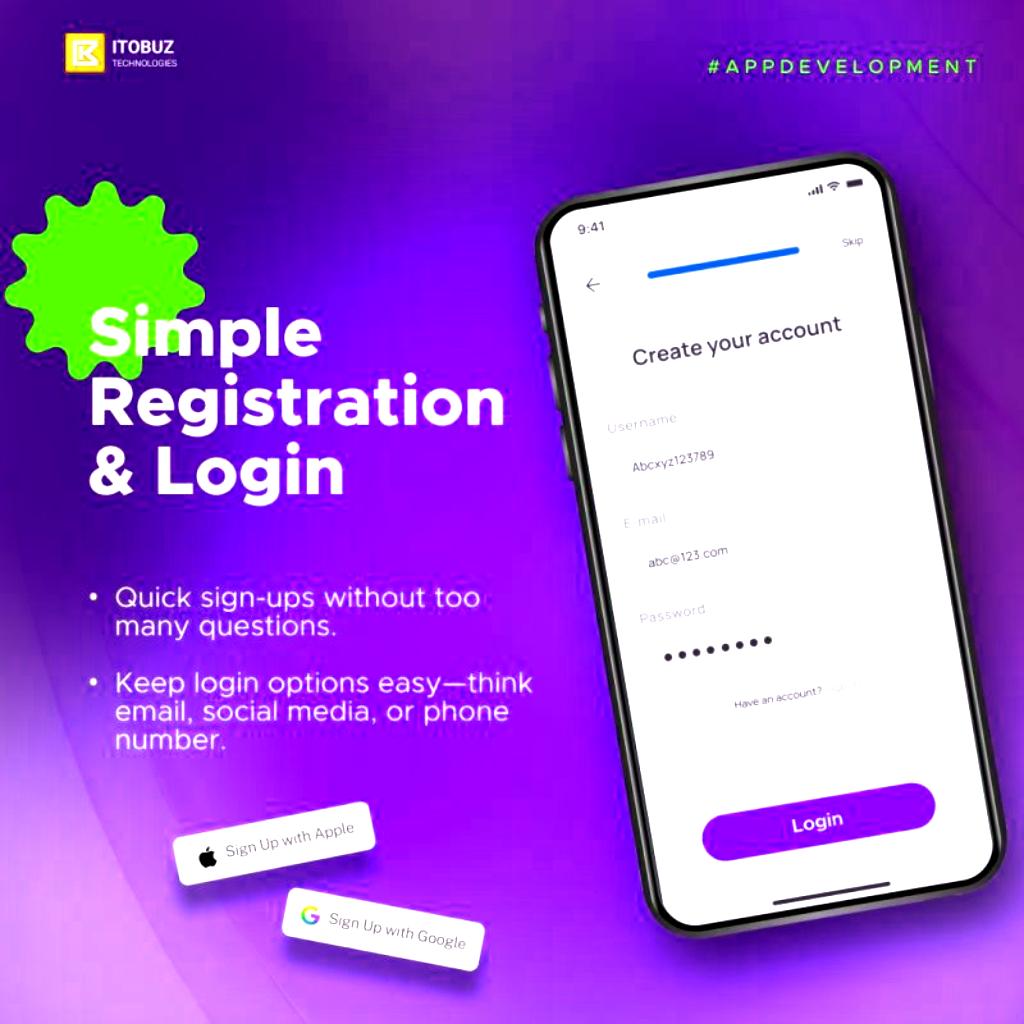 ITOBUZ
TECHNOLOGIES
#APPDEVELOPMENT
Simple
Registration
& Login
• Quick sign-ups without too
many questions.
• Keep login options easy—think
email, social media, or phone
number.
Sign Up with Apple
Sign Up with Google
9:41
Skip
Create your account
Username
Abcxyz123789
E-mail
abc@123.com
Password
Have an account?
Login